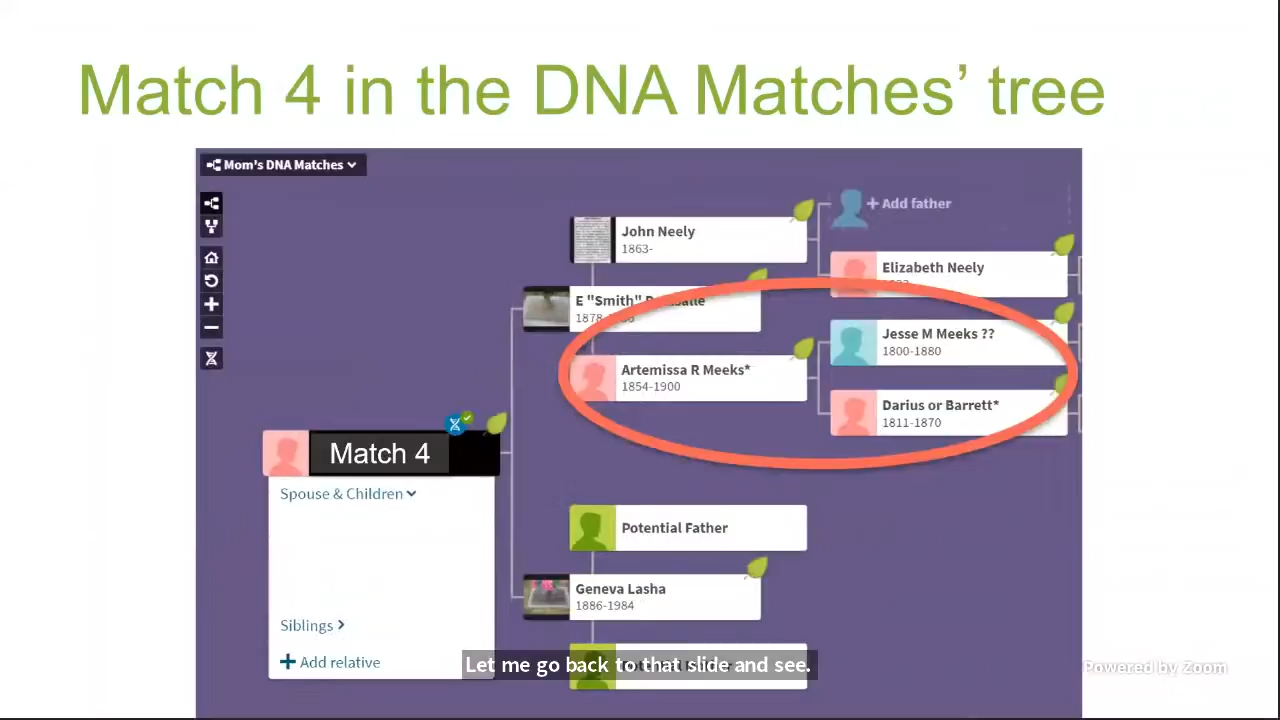 Match 4 in the DNA Matches’ tree
Mom's DNA Matches
+ Add father
John Neely
1863-
Elizabeth Neely
E "Smith"
1878-
Jesse M Meeks ??
1800-1880
Artemissa R Meeks*
1854-1900
Darius or Barrett*
1811-1870
Match 4
Spouse & Children
Potential Father
Geneva Lasha
1886-1984
Siblings
+ Add relative
Let me go back to that slide and see.
Powered by Zoom